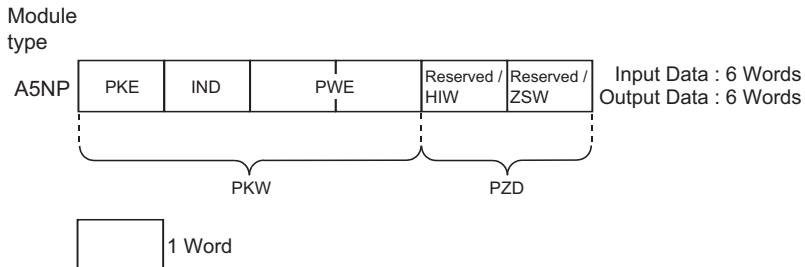 Module
type
A5NP
PKE
IND
PWE
Reserved /
HIW
Reserved /
ZSW
Input Data : 6 Words
Output Data : 6 Words
PKW
PZD
1 Word